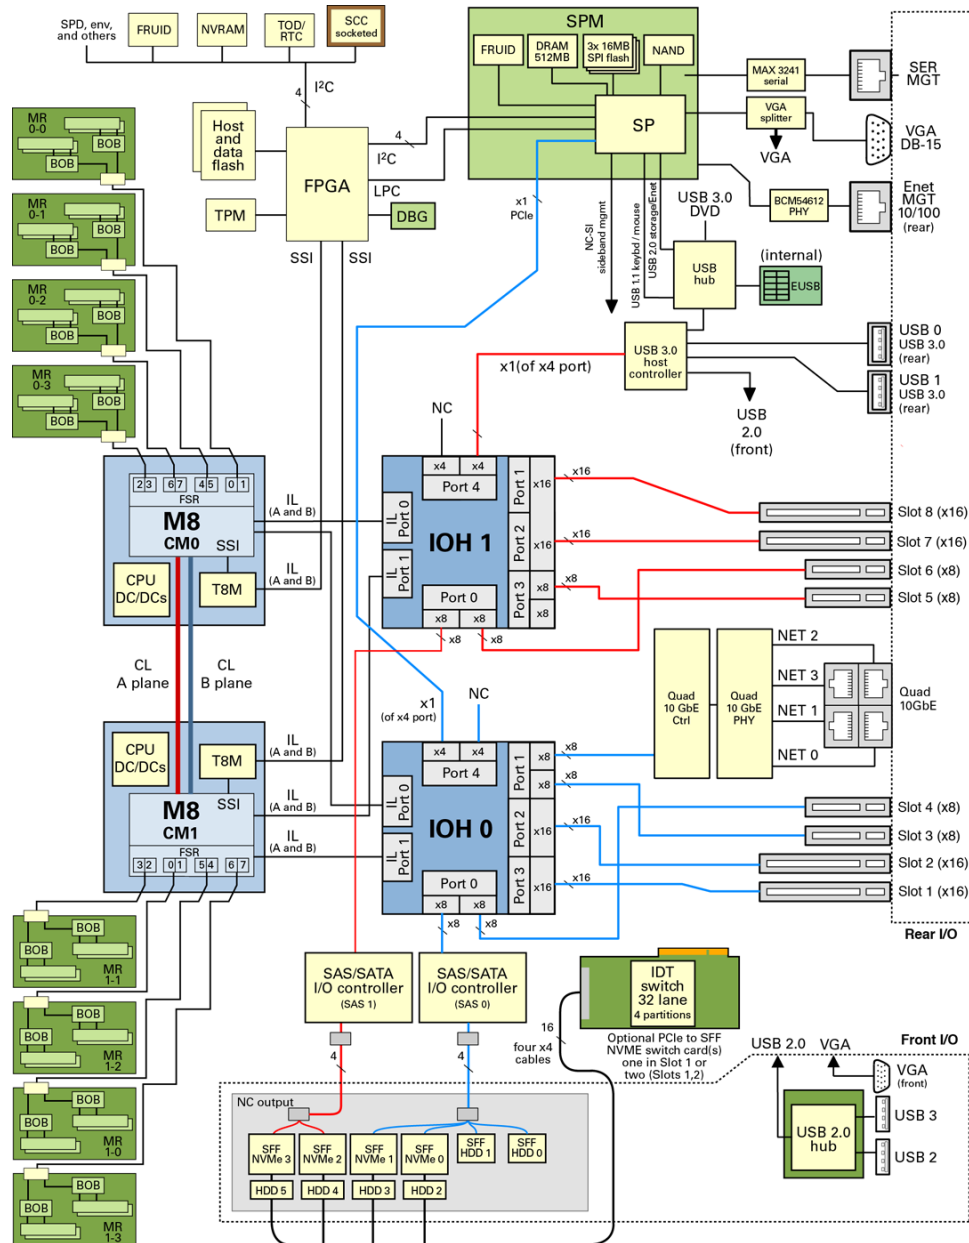 SPD, env,
and others
FRUID
NVRAM
TOD/
RTC
SCC
socketed
I²C
4
Host
and
data
flash
FPGA
TPM
DBG
4
I²C
LPC
SSI
SSI
SPM
FRUID
DRAM
512MB
3x 16MB
SPI flash
NAND
SP
x1
PCIe
MAX 3241
serial
SER
MGT
VGA
splitter
VGA
VGA
DB-15
BCM54612
PHY
Enet
MGT
10/100
(rear)
NC-SI
sideband mgmt
USB 1.1 keybd / mouse
USB 2.0 storage/Enet
USB 3.0
DVD
USB
hub
(internal)
EUSB
USB 3.0
host
controller
USB 0
USB 3.0
(rear)
USB 1
USB 3.0
(rear)
USB
2.0
(front)
x1(of x4 port)
NC
MR
0-0
BOB
BOB
MR
0-1
BOB
BOB
MR
0-2
BOB
BOB
MR
0-3
BOB
BOB
2 3
6 7
4 5
0 1
FSR
M8
CM0
SSI
CPU
DC/DCs
T8M
IL
(A and B)
IL
(A and B)
CL
A plane
CL
B plane
x4
x4
Port 4
IL
Port 0
IL
Port 1
IOH 1
Port 1
x16
Port 2
x16
Port 3
x8
x8
Port 0
x8
x8
x8
x8
x16
x16
x8
Slot 8 (x16)
Slot 7 (x16)
Slot 6 (x8)
Slot 5 (x8)
Quad
10 GbE
Ctrl
Quad
10 GbE
PHY
NET 2
NET 3
NET 1
NET 0
Quad
10GbE
x1
(of x4 port)
NC
CPU
DC/DCs
T8M
SSI
M8
CM1
FSR
3 2
0 1
5 4
6 7
IL
(A and B)
IL
(A and B)
IL
(A and B)
x4
x4
Port 4
IL
Port 0
IL
Port 1
IOH 0
Port 1
x8
x8
Port 2
x16
Port 3
x16
Port 0
x8
x8
x8
x8
x8
x8
x16
x16
Slot 4 (x8)
Slot 3 (x8)
Slot 2 (x16)
Slot 1 (x16)
Rear I/O
BOB
BOB
MR
1-1
BOB
BOB
MR
1-2
BOB
BOB
MR
1-0
BOB
BOB
MR
1-3
SAS/SATA
I/O controller
(SAS 1)
SAS/SATA
I/O controller
(SAS 0)
4
4
16
four x4
cables
IDT
switch
32 lane
4 partitions
Optional PCIe to SFF
NVME switch card(s)
one in Slot 1 or
two (Slots 1,2)
NC output
SFF
NVMe 3
SFF
NVMe 2
SFF
NVMe 1
SFF
NVMe 0
SFF
HDD 1
SFF
HDD 0
HDD 5
HDD 4
HDD 3
HDD 2
Front I/O
USB 2.0
VGA
VGA
(front)
USB 2.0
hub
USB 3
USB 2